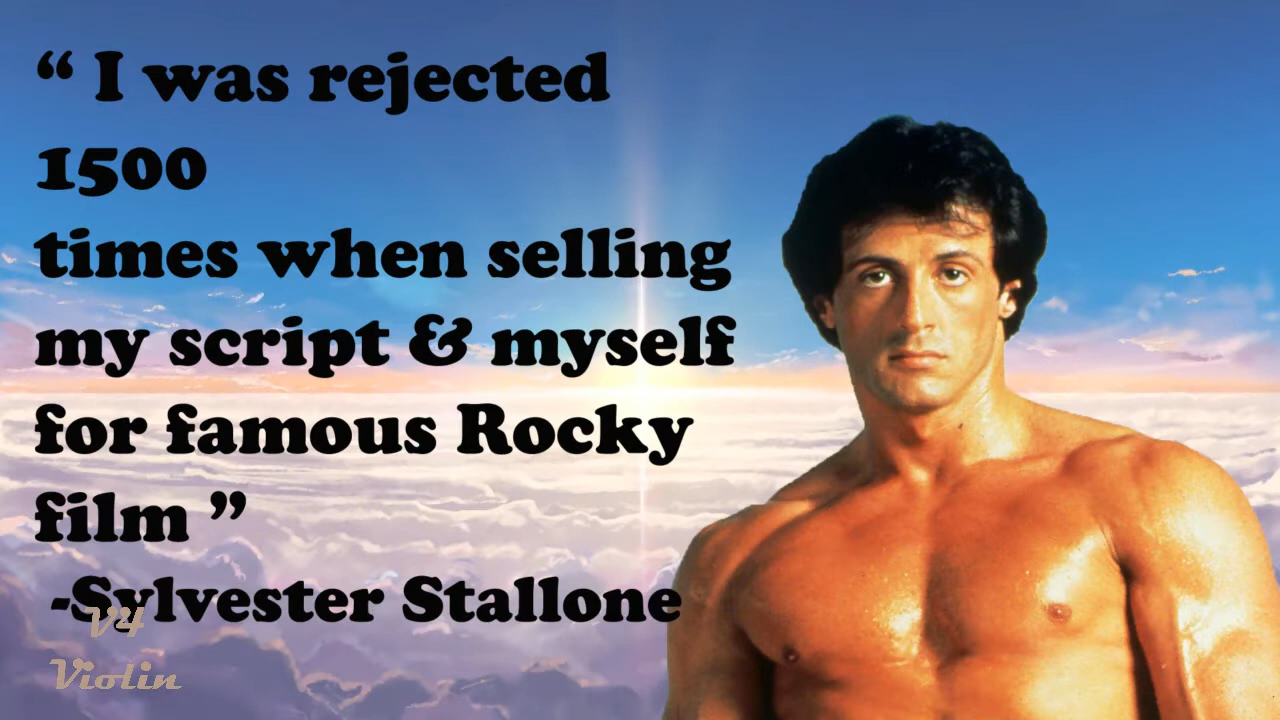 “ I was rejected
1500
times when selling
my script & myself
for famous Rocky
film ”
-Sylvester Stallone
V4
Violin